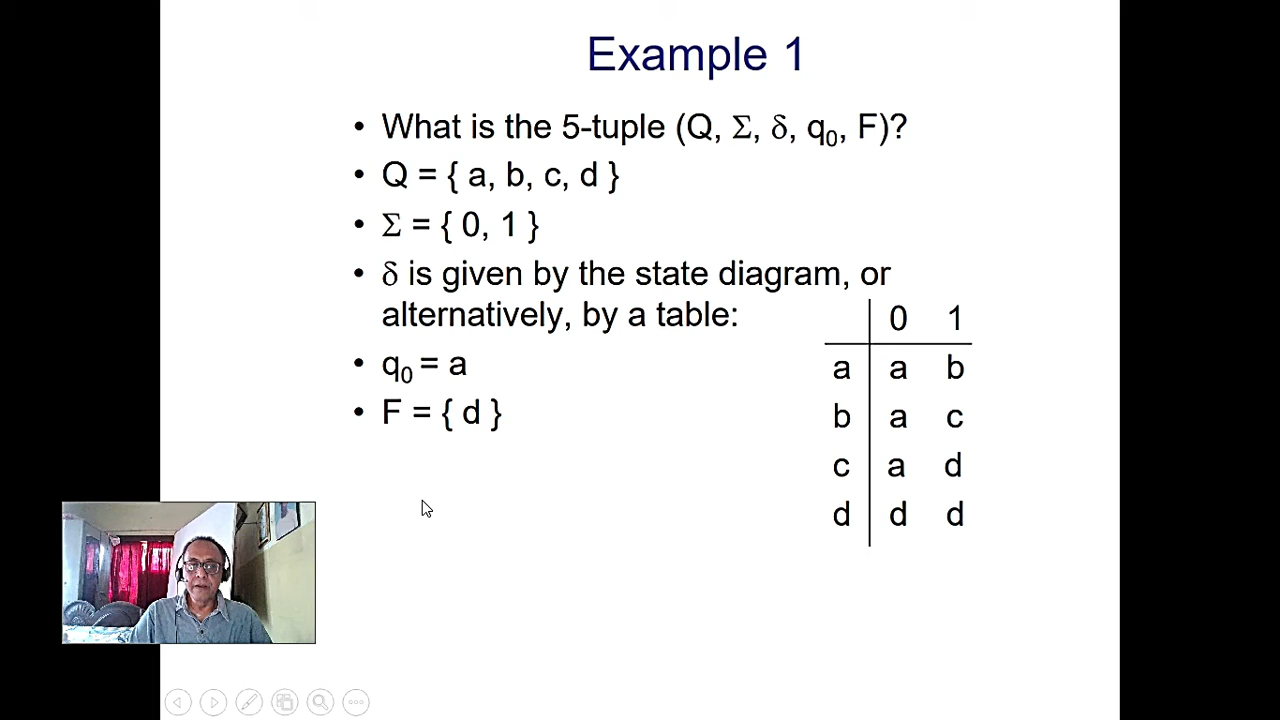 Example 1
• What is the 5-tuple (Q, Σ, δ, q₀, F)?
• Q = { a, b, c, d }
• Σ = { 0, 1 }
• δ is given by the state diagram, or
alternatively, by a table:
• q₀ = a
• F = { d }
0 1
a a b
b a c
c a d
d d d